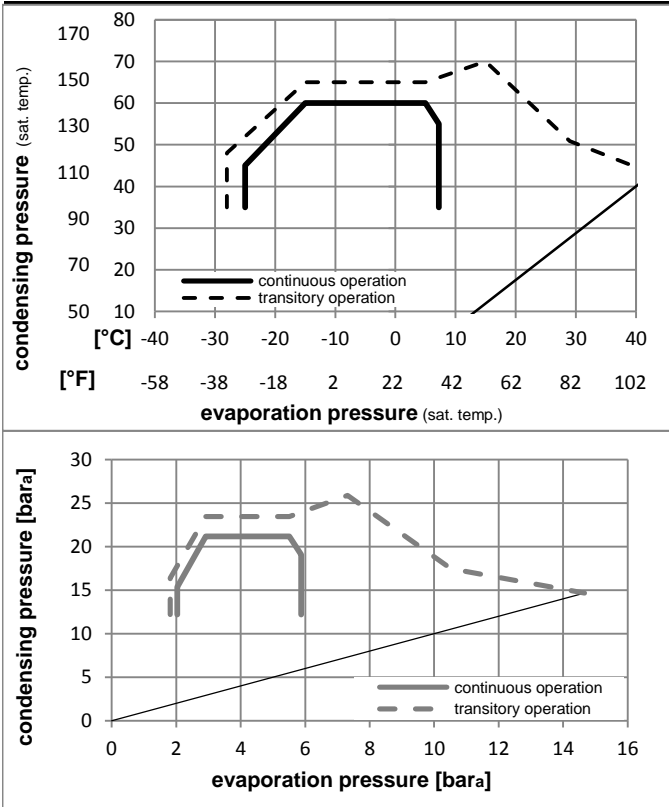 condensing pressure (sat. temp.)
170 150 130 110 90 70 50
80 70 60 50 40 30 20 10
continuous operation
transitory operation
[°C] -40 -30 -20 -10 0 10 20 30 40
[°F] -58 -38 -18 2 22 42 62 82 102
evaporation pressure (sat. temp.)
condensing pressure [bara]
30 25 20 15 10 5 0
continuous operation
transitory operation
0 2 4 6 8 10 12 14 16
evaporation pressure [bara]